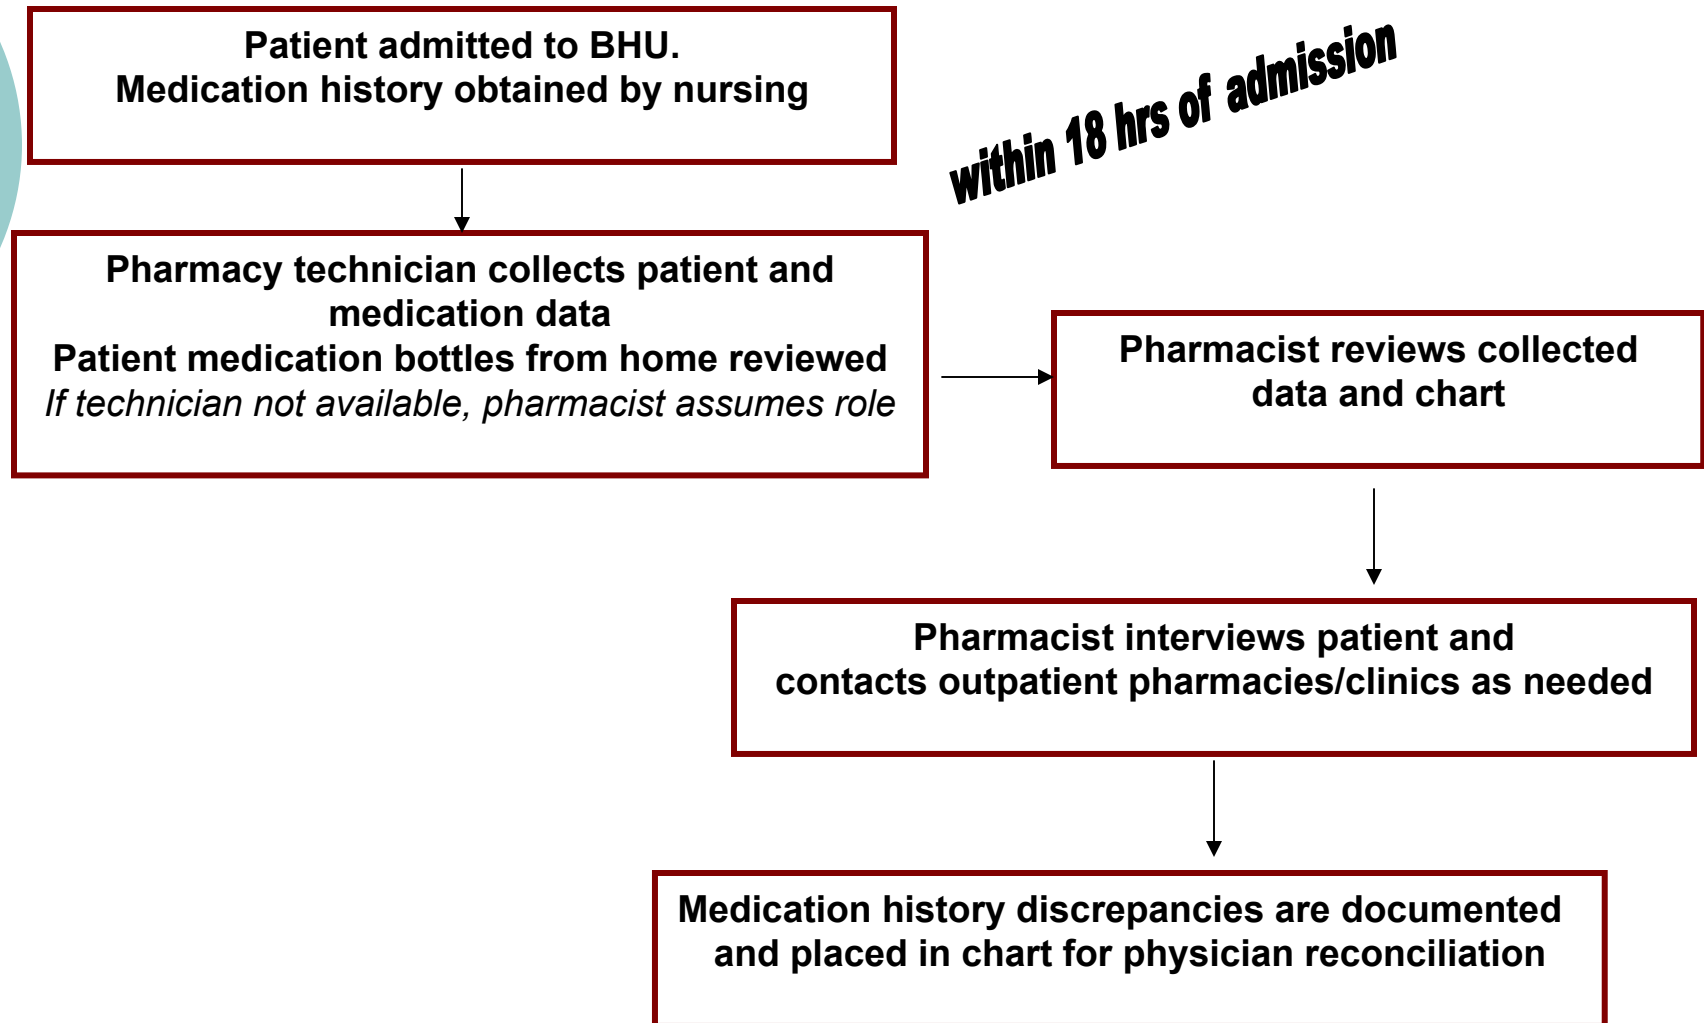 Patient admitted to BHU.
Medication history obtained by nursing
within 18 hrs of admission
Pharmacy technician collects patient and
medication data
Patient medication bottles from home reviewed
If technician not available, pharmacist assumes role
Pharmacist reviews collected
data and chart
Pharmacist interviews patient and
contacts outpatient pharmacies/clinics as needed
Medication history discrepancies are documented
and placed in chart for physician reconciliation